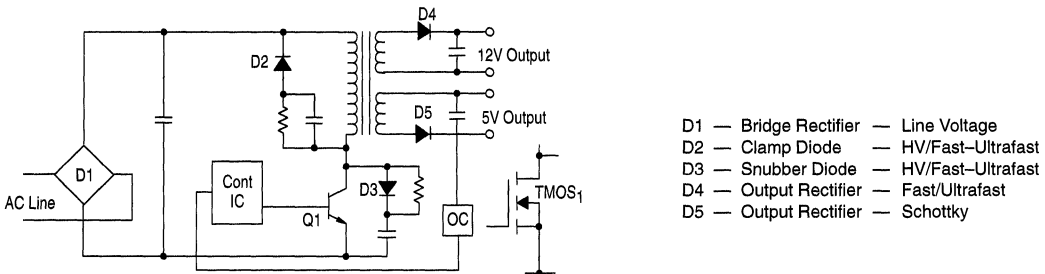 D4
D2
12V Output
D5
5V Output
D1
AC Line
Cont
IC
D3
Q1
OC
TMOS1
D1 — Bridge Rectifier — Line Voltage
D2 — Clamp Diode — HV/Fast–Ultrafast
D3 — Snubber Diode — HV/Fast–Ultrafast
D4 — Output Rectifier — Fast/Ultrafast
D5 — Output Rectifier — Schottky